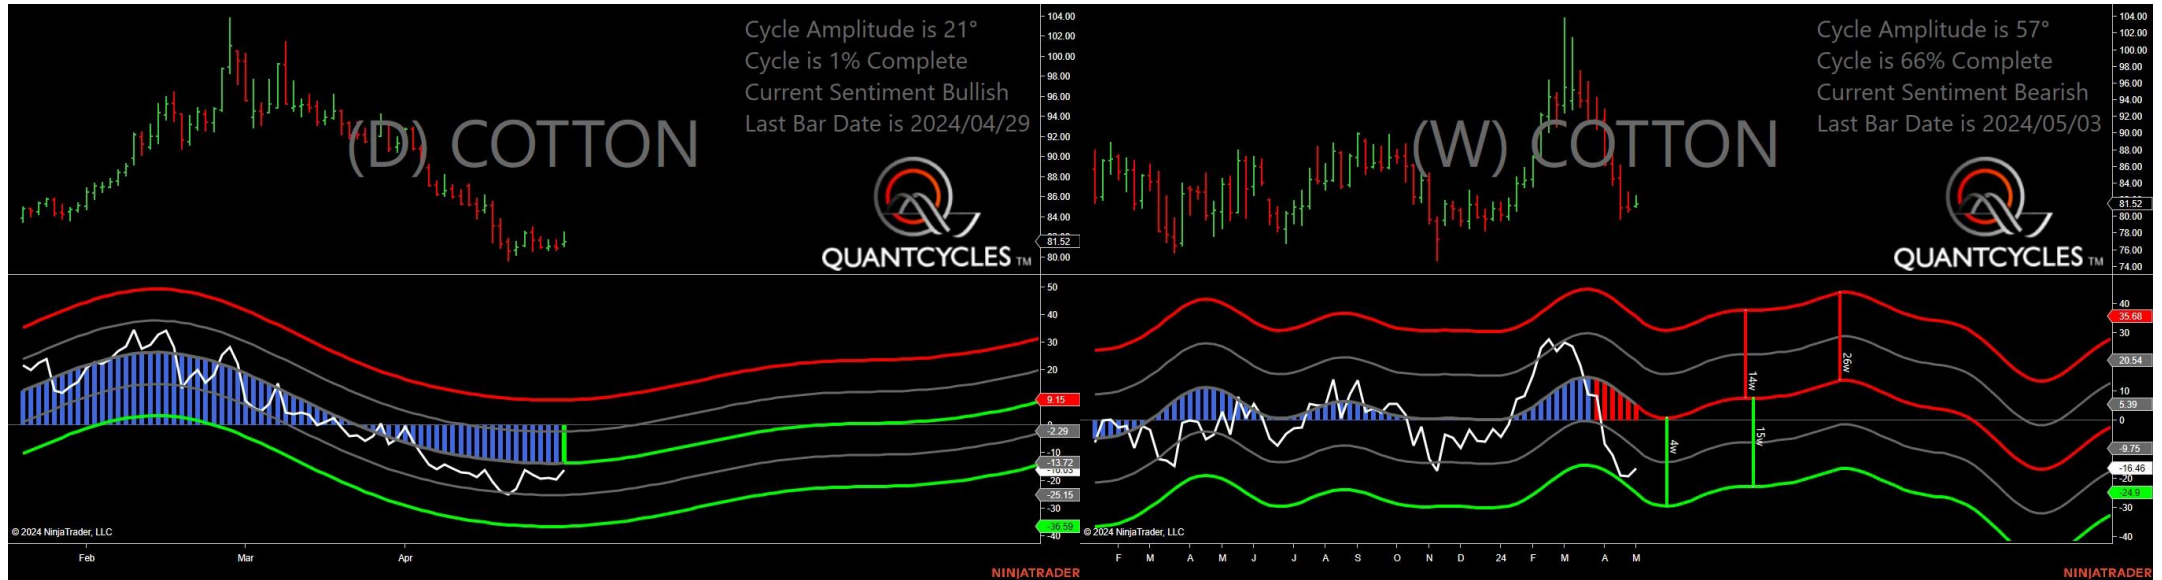 Cycle Amplitude is 21°
Cycle is 1% Complete
Current Sentiment Bullish
Last Bar Date is 2024/04/29
(D) COTTON
QUANTCYCLES TM
104.00
102.00
100.00
98.00
96.00
94.00
92.00
90.00
88.00
86.00
84.00
81.52
80.00
50
40
30
20
9.15
-2.29
-10
-13.72
-20
-25.15
-30
-36.59
-40
© 2024 NinjaTrader, LLC
Feb Mar Apr
NINJATRADER
Cycle Amplitude is 57°
Cycle is 66% Complete
Current Sentiment Bearish
Last Bar Date is 2024/05/03
(W) COTTON
QUANTCYCLES TM
104.00
102.00
100.00
98.00
96.00
94.00
92.00
90.00
88.00
86.00
84.00
81.52
80.00
78.00
76.00
74.00
40
35.68
30
20.54
10
5.39
0
-9.75
-16.46
-20
-24.9
-30
-40
4w
14w
15w
26w
© 2024 NinjaTrader, LLC
F M A M J J A S O N D 24 F M A M
NINJATRADER